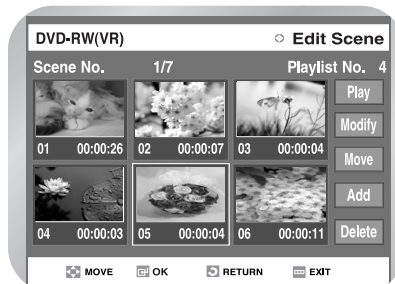 DVD-RW(VR) Edit Scene
Scene No. 1/7 Playlist No. 4
Play
Modify
Move
Add
Delete
01 00:00:26 02 00:00:07 03 00:00:04
04 00:00:03 05 00:00:04 06 00:00:11
MOVE OK RETURN EXIT